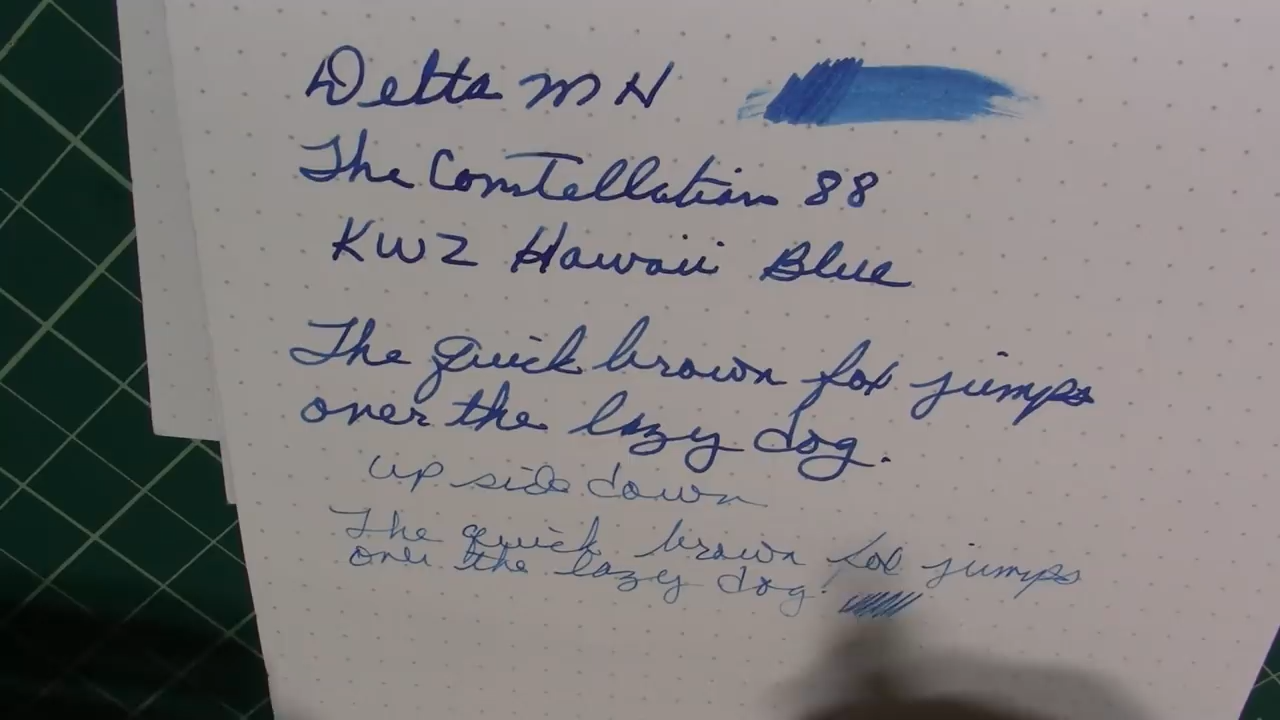 Delta MH
The Constellation 88
KWZ Hawaii Blue
The quick brown fox jumps
over the lazy dog.
up side down
The quick brown fox jumps
over the lazy dog.